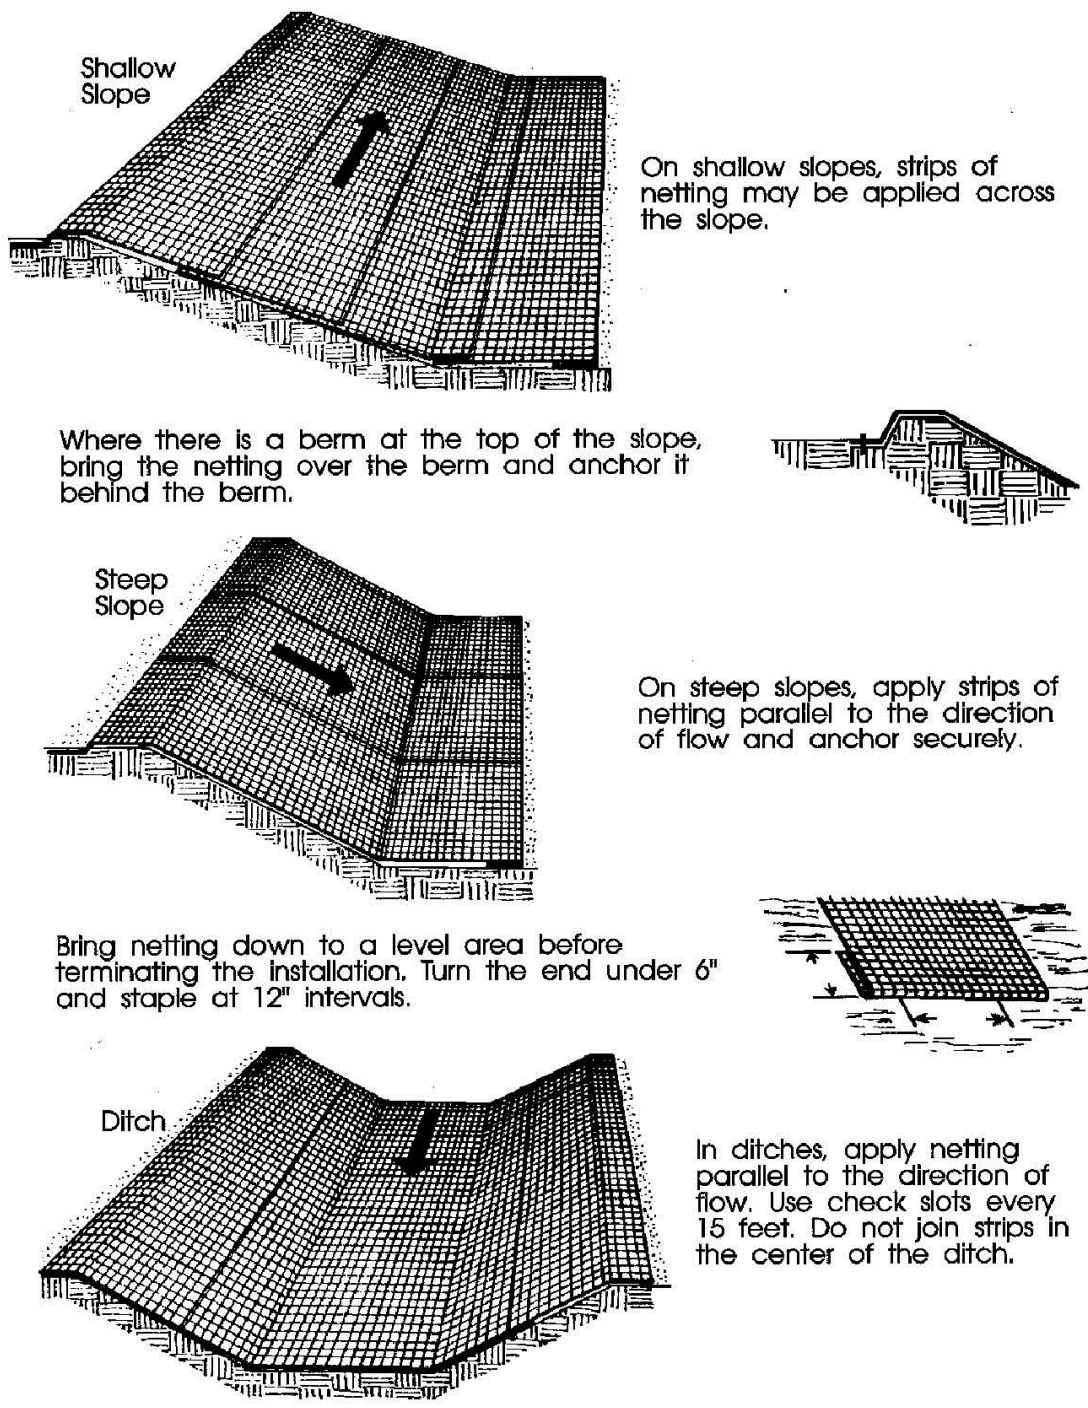 Shallow
Slope
On shallow slopes, strips of
netting may be applied across
the slope.
Where there is a berm at the top of the slope,
bring the netting over the berm and anchor it
behind the berm.
Steep
Slope
On steep slopes, apply strips of
netting parallel to the direction
of flow and anchor securely.
Bring netting down to a level area before
terminating the installation. Turn the end under 6"
and staple at 12" intervals.
Ditch
In ditches, apply netting
parallel to the direction of
flow. Use check slots every
15 feet. Do not join strips in
the center of the ditch.